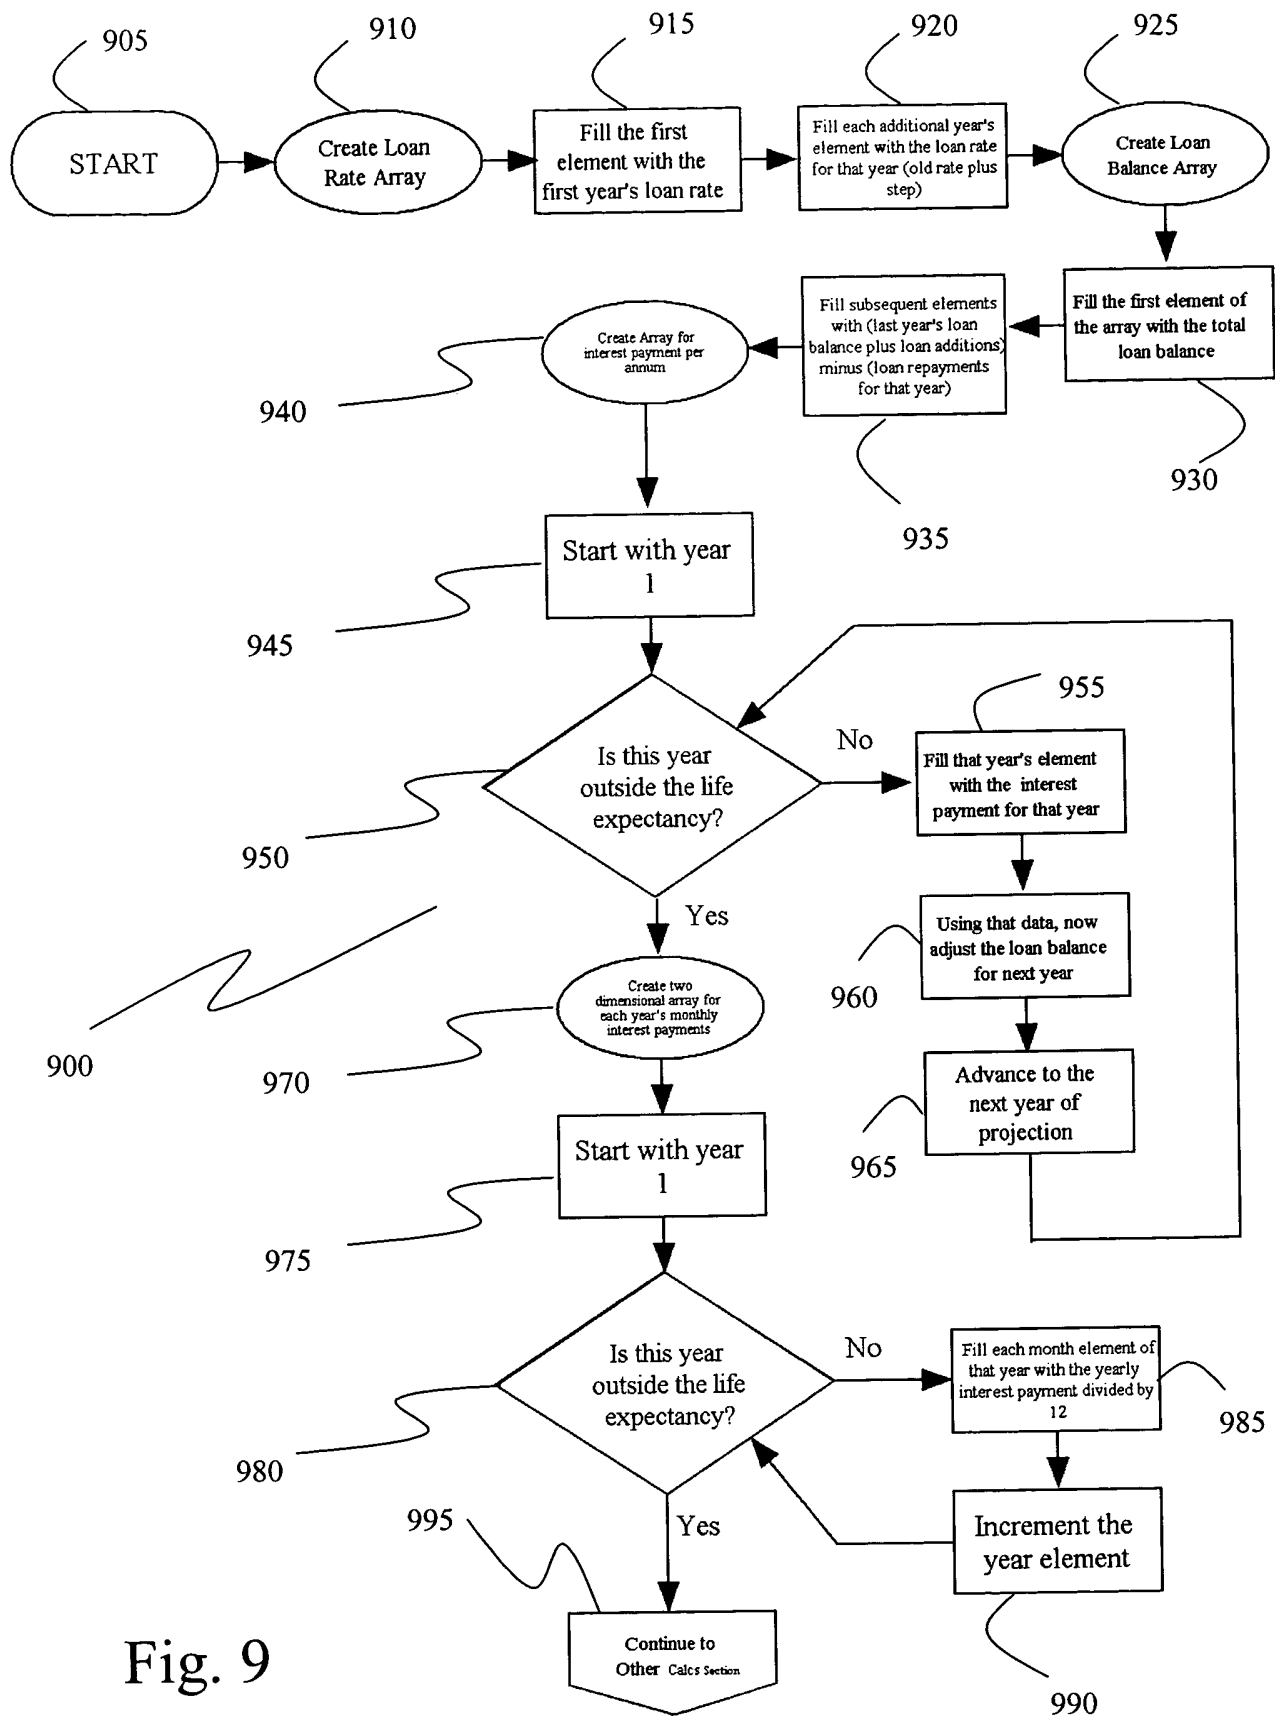 905
910
915
920
925
START
Create Loan
Rate Array
Fill the first
element with the
first year's loan rate
Fill each additional year's
element with the loan rate
for that year (old rate plus
step)
Create Loan
Balance Array
Fill the first element of
the array with the total
loan balance
930
Fill subsequent elements
with (last year's loan
balance plus loan additions)
minus (loan repayments
for that year)
935
Create Array for
interest payment per
annum
940
Start with year
1
945
Is this year
outside the life
expectancy?
950
No
955
Fill that year's element
with the interest
payment for that year
Using that data, now
adjust the loan balance
for next year
960
Advance to the
next year of
projection
965
Yes
900
Create two
dimensional array for
each year's monthly
interest payments
970
Start with year
1
975
Is this year
outside the life
expectancy?
980
No
Fill each month element of
that year with the yearly
interest payment divided by
12
985
Increment the
year element
990
Yes
995
Continue to
Other Calcs Section
Fig. 9